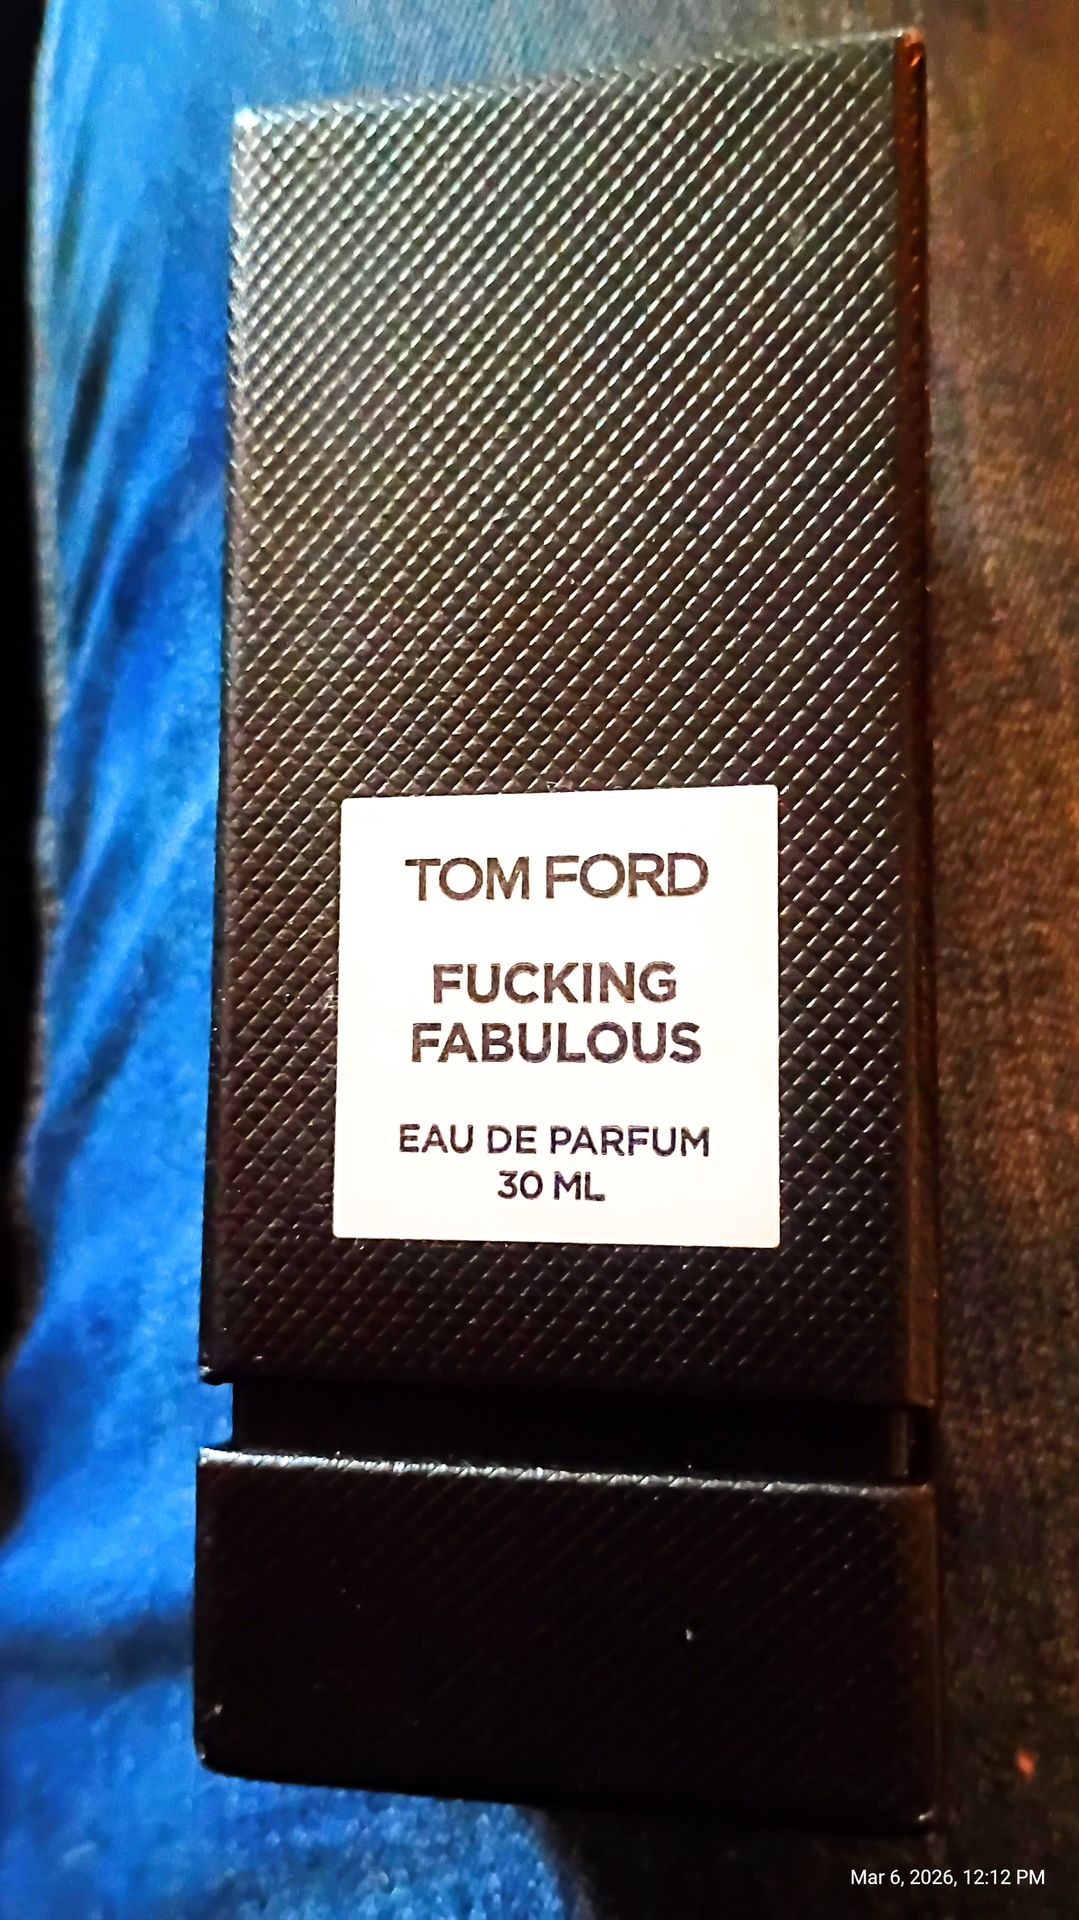 TOM FORD
FUCKING
FABULOUS
EAU DE PARFUM
30 ML
Mar 6, 2026, 12:12 PM